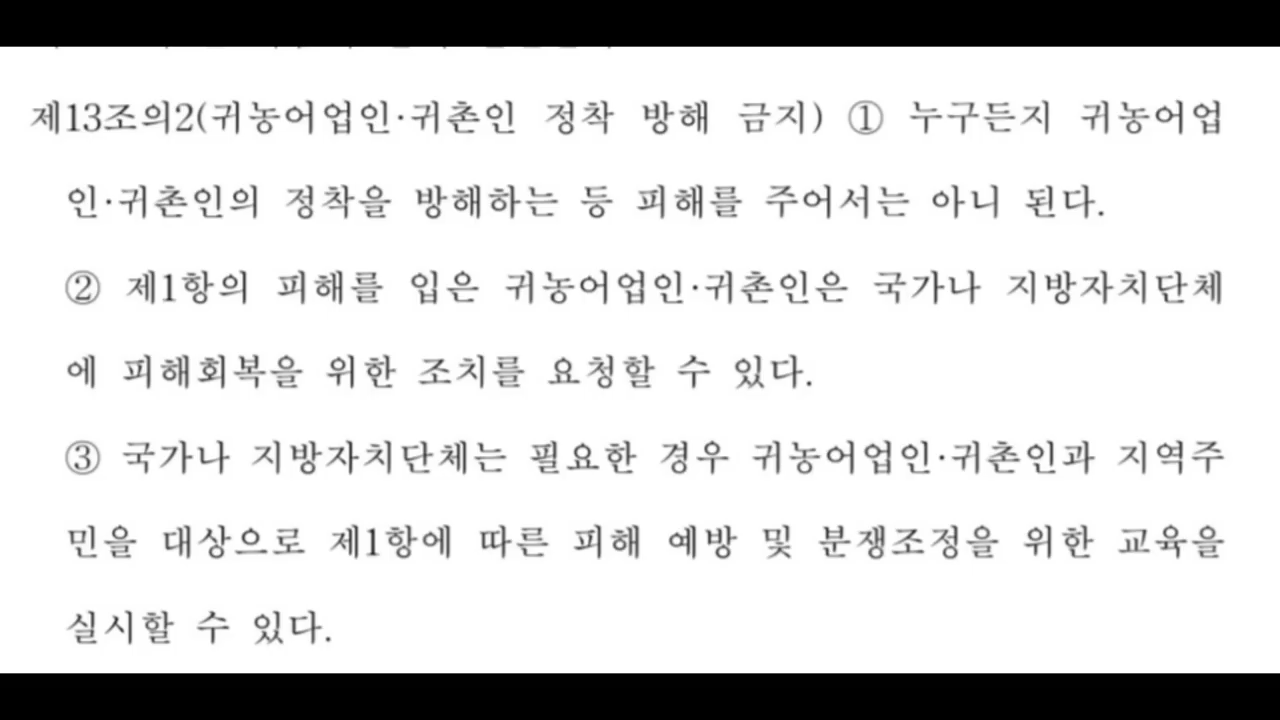 제13조의2(귀농어업인·귀촌인 정착 방해 금지) ① 누구든지 귀농어업
인·귀촌인의 정착을 방해하는 등 피해를 주어서는 아니 된다.
② 제1항의 피해를 입은 귀농어업인·귀촌인은 국가나 지방자치단체
에 피해회복을 위한 조치를 요청할 수 있다.
③ 국가나 지방자치단체는 필요한 경우 귀농어업인·귀촌인과 지역주
민을 대상으로 제1항에 따른 피해 예방 및 분쟁조정을 위한 교육을
실시할 수 있다.